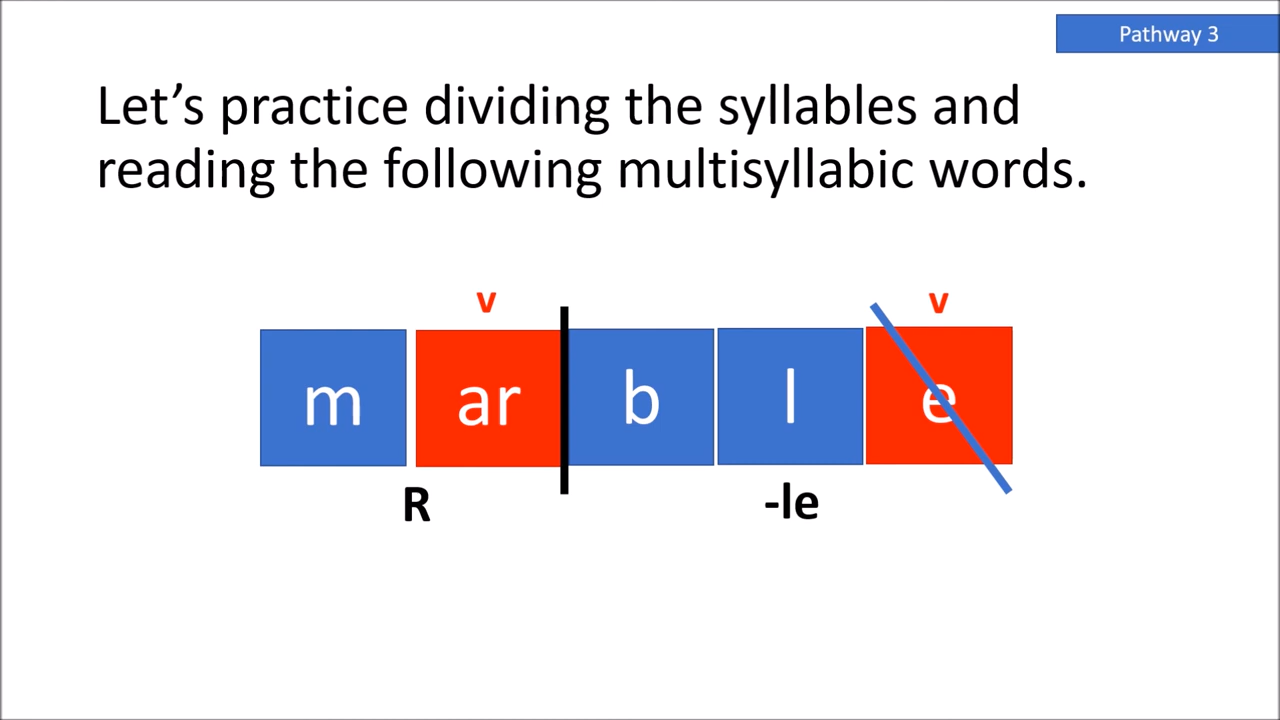 Pathway 3
Let’s practice dividing the syllables and
reading the following multisyllabic words.
v v
m ar b l e
R -le